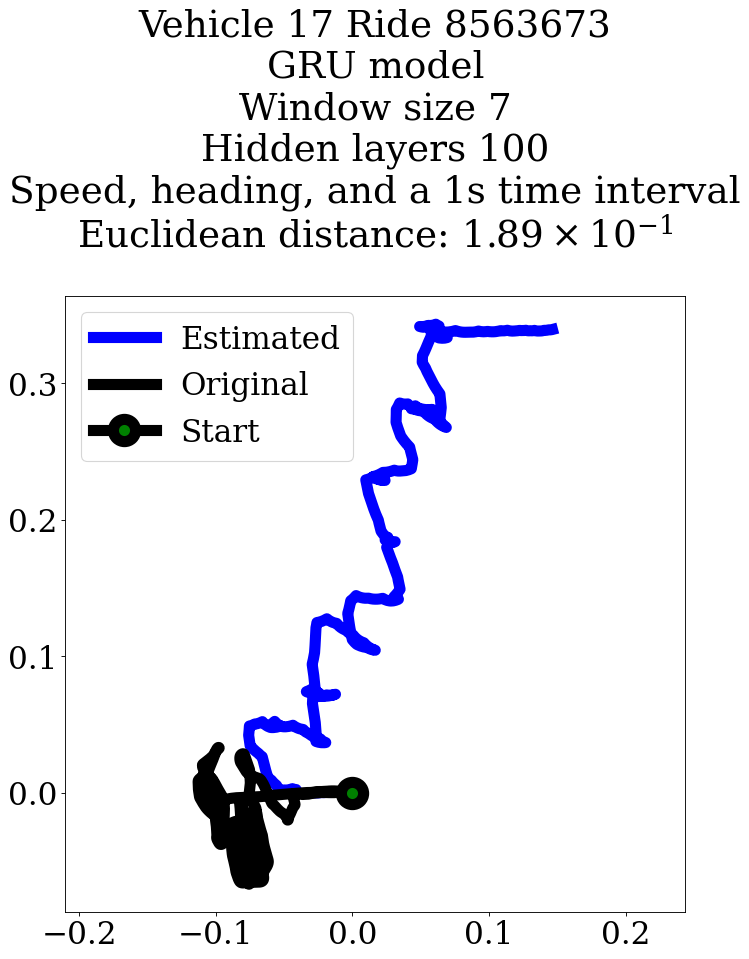 Vehicle 17 Ride 8563673
GRU model
Window size 7
Hidden layers 100
Speed, heading, and a 1s time interval
Euclidean distance: 1.89 × 10⁻¹
Estimated
Original
Start
0.3
0.2
0.1
0.0
−0.2 −0.1 0.0 0.1 0.2